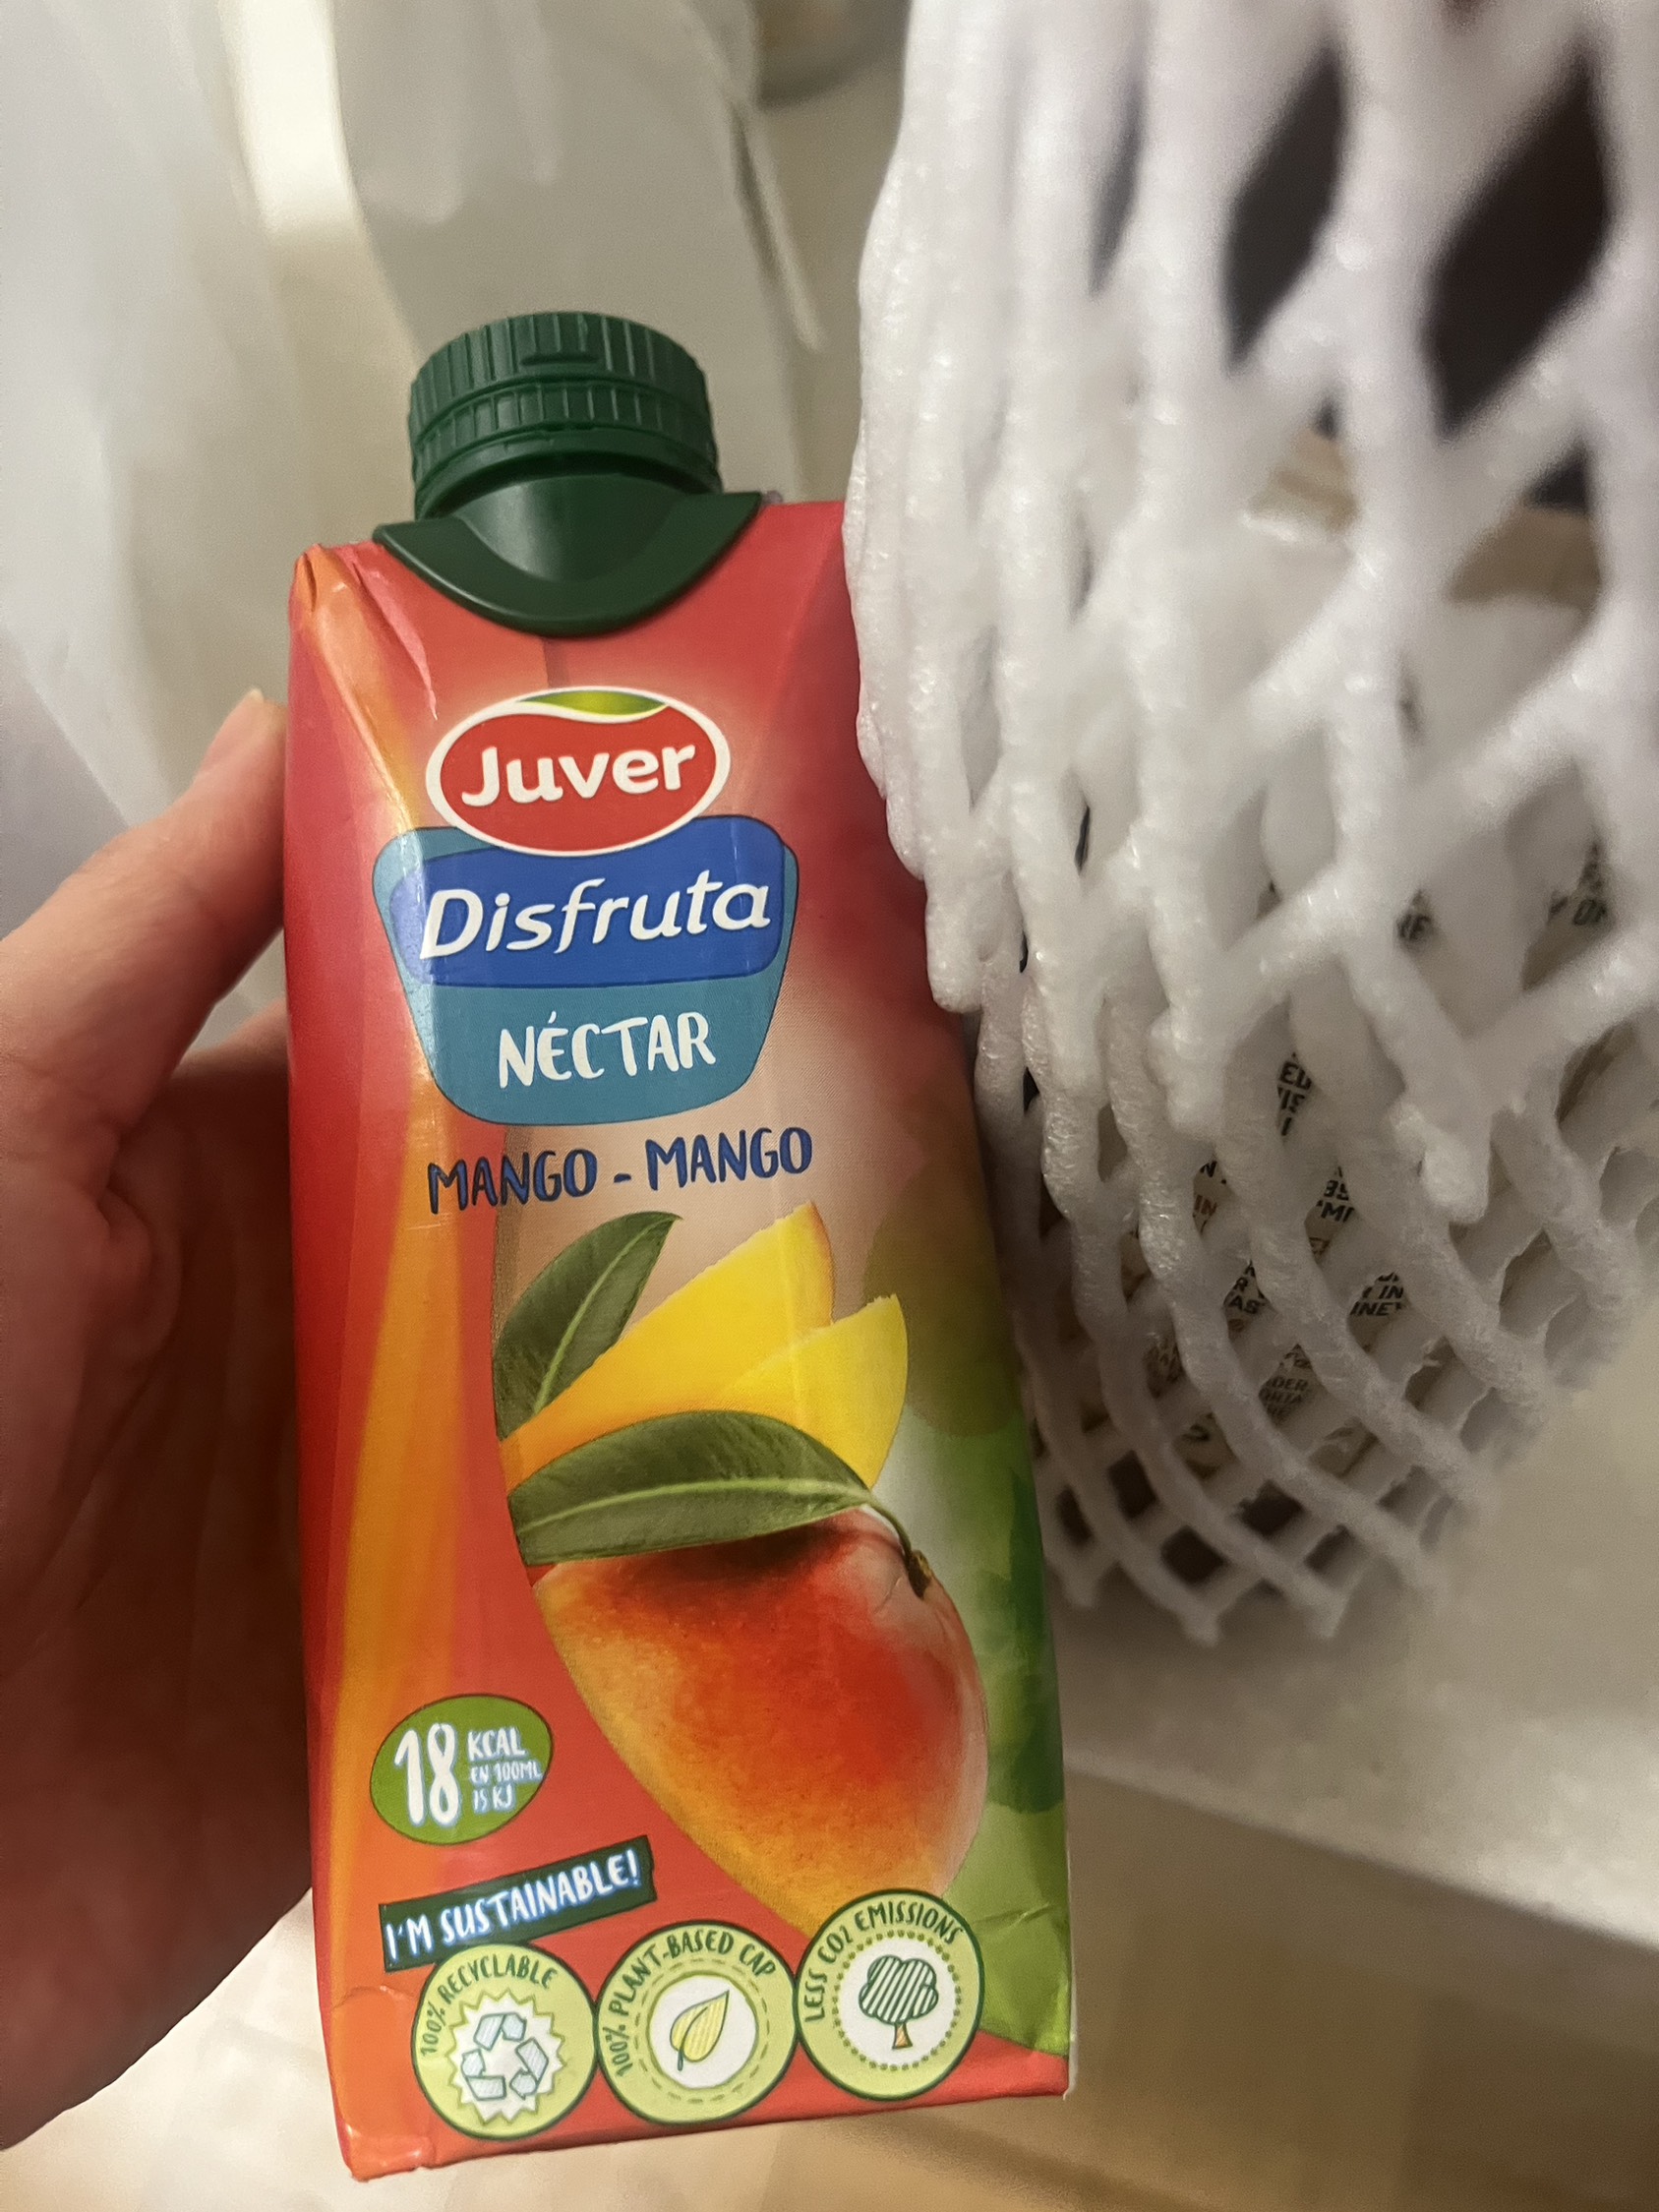 Juver
Disfruta
NÉCTAR
MANGO - MANGO
18 KCAL
EN 100ML
75 KJ
I'M SUSTAINABLE!
100% RECYCLABLE
100% PLANT-BASED CAP
LESS CO2 EMISSIONS